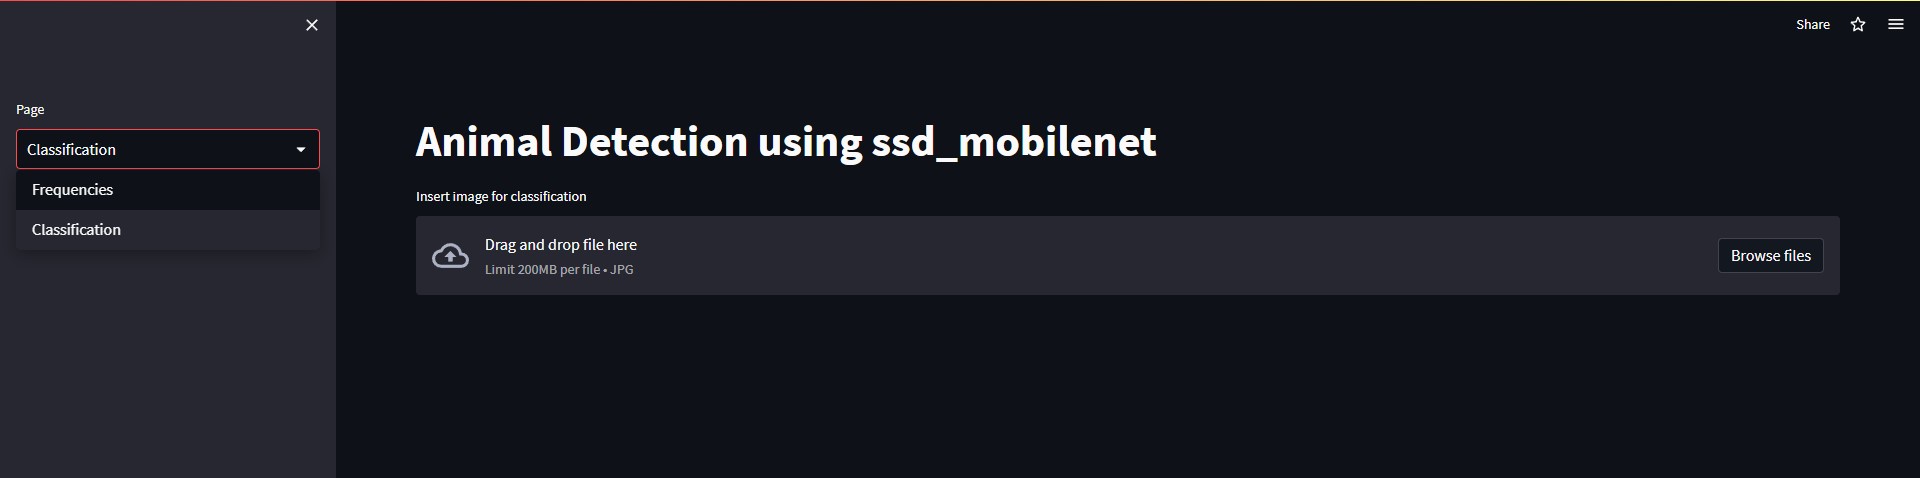 Share
Page
Classification
Frequencies
Classification
Animal Detection using ssd_mobilenet
Insert image for classification
Drag and drop file here
Limit 200MB per file • JPG
Browse files